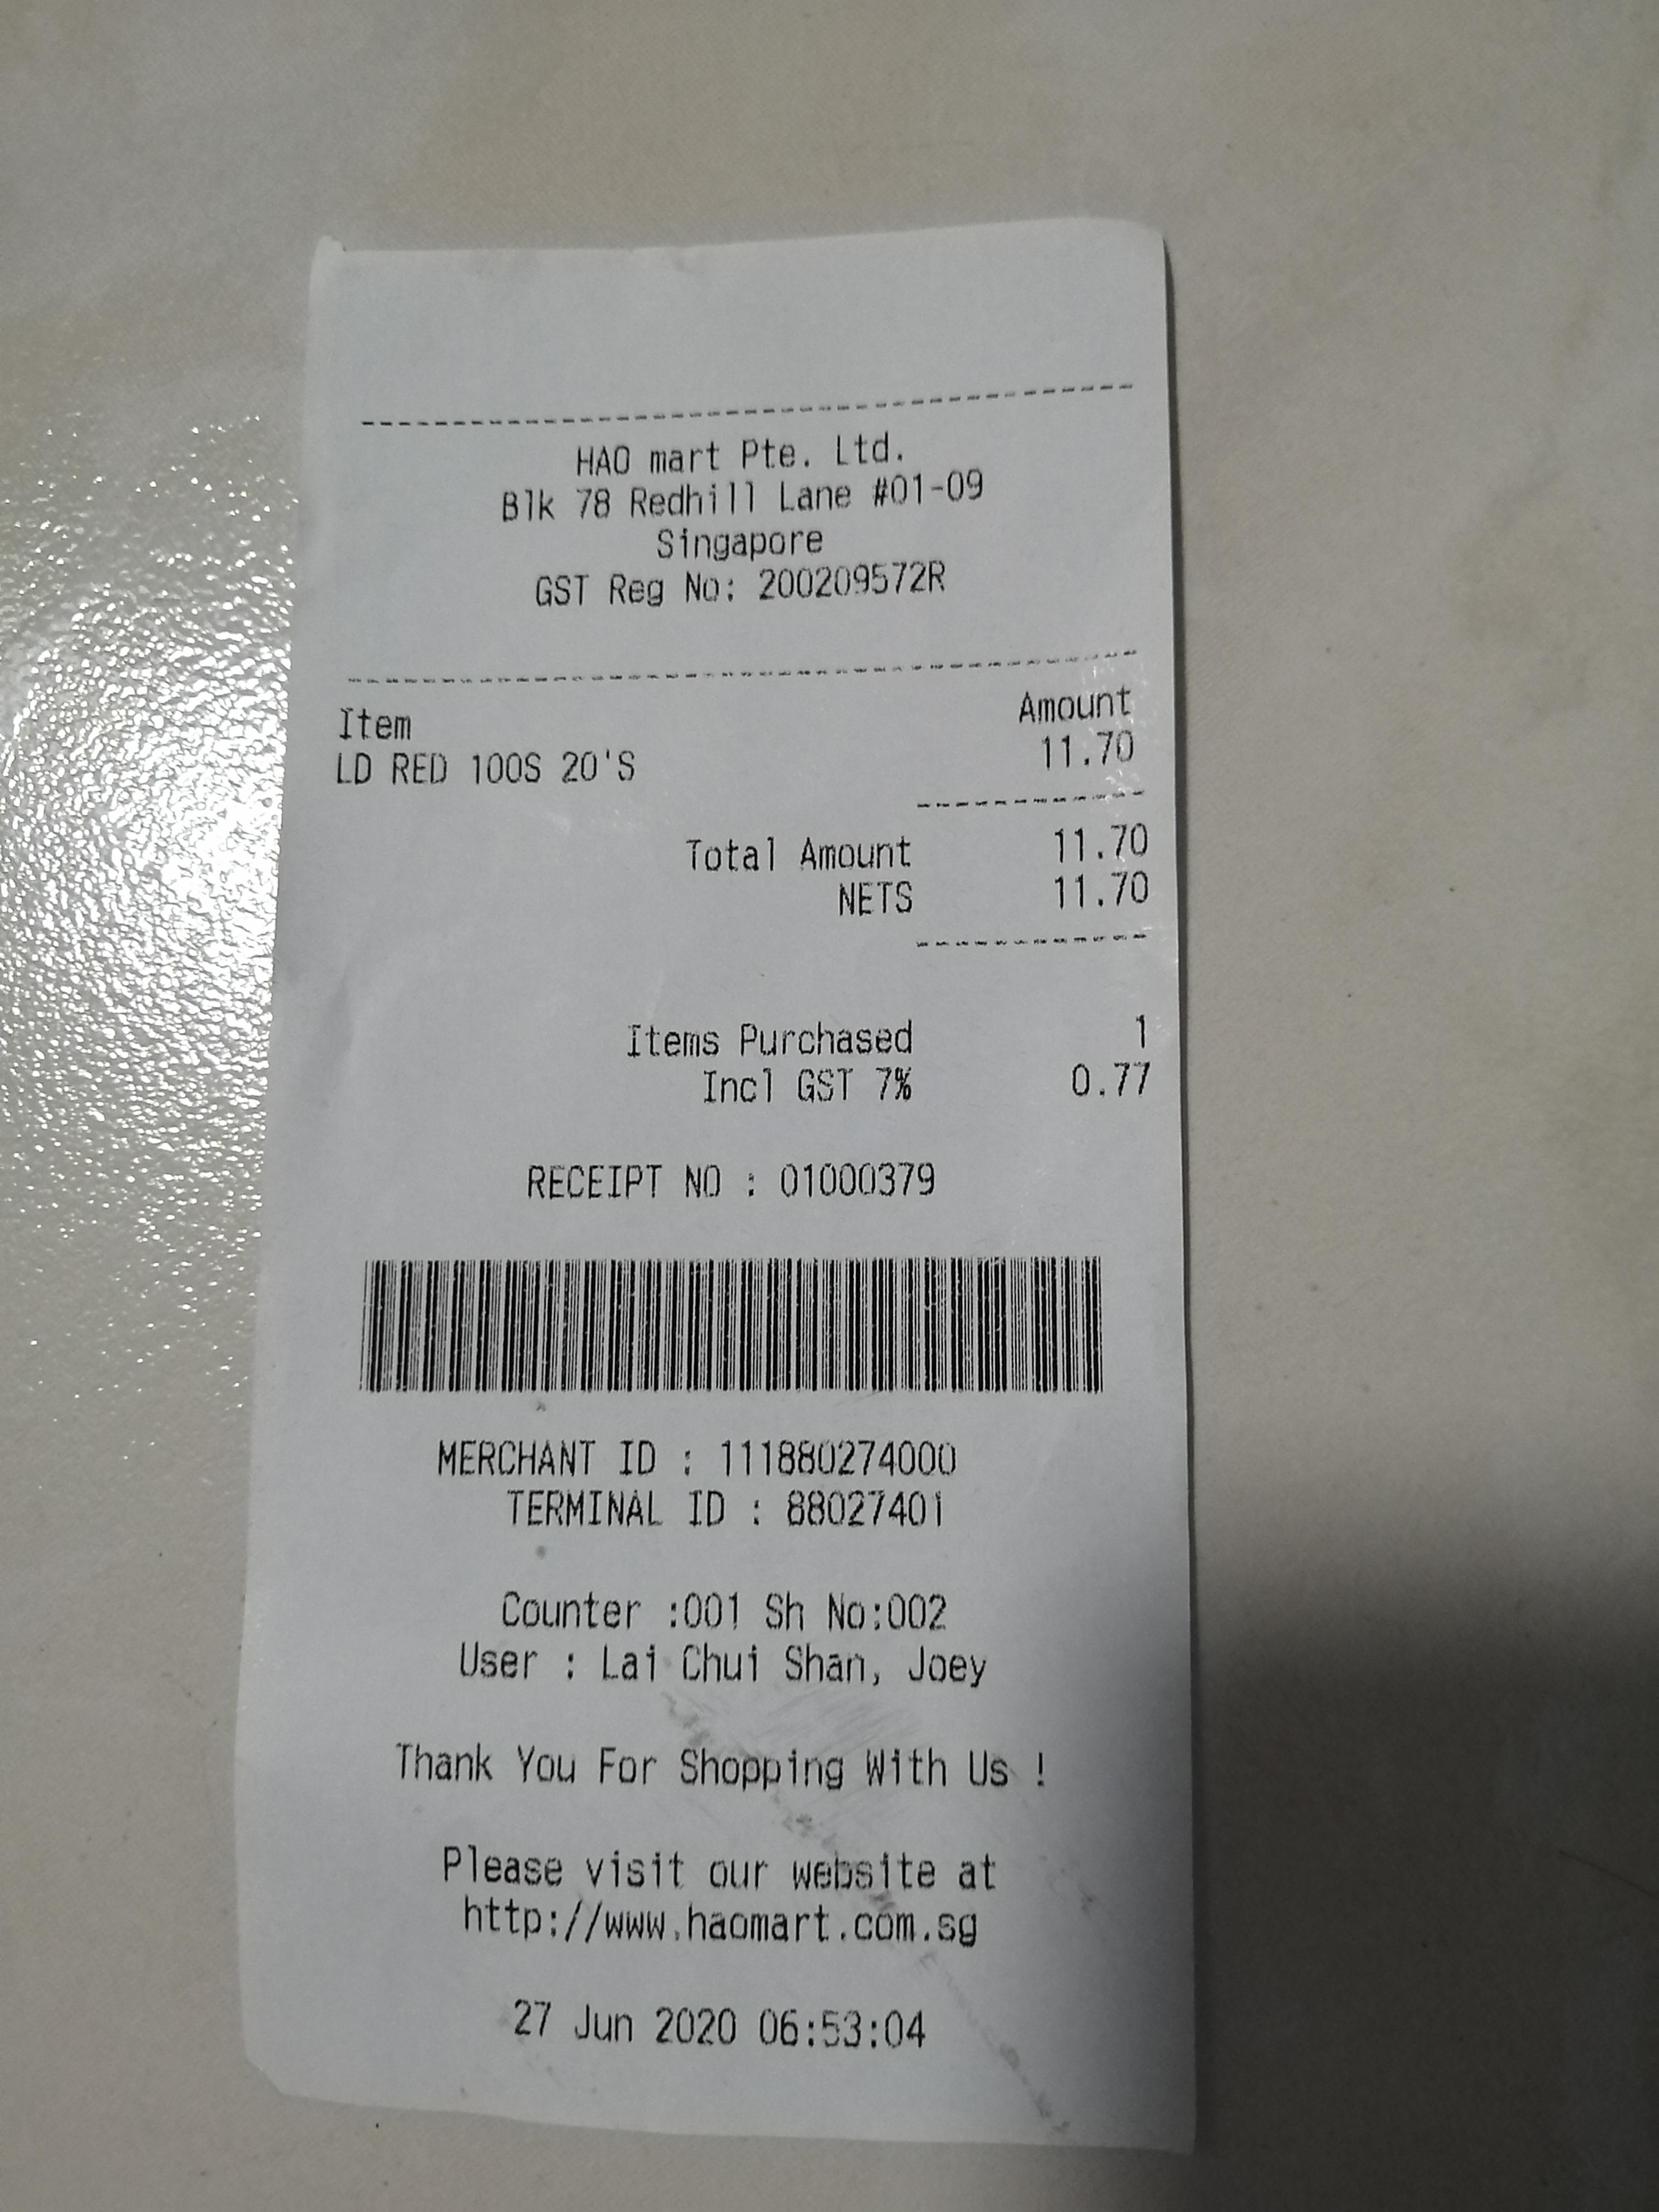 HAO mart Pte. Ltd.
Blk 78 Redhill Lane #01-09
Singapore
GST Reg No: 200209572R
Item Amount
LD RED 100S 20'S 11.70
Total Amount 11.70
NETS 11.70
Items Purchased 1
Incl GST 7% 0.77
RECEIPT NO : 01000379
MERCHANT ID : 111880274000
TERMINAL ID : 88027401
Counter :001 Sh No:002
User : Lai Chui Shan, Joey
Thank You For Shopping With Us !
Please visit our website at
http://www.haomart.com.sg
27 Jun 2020 06:53:04